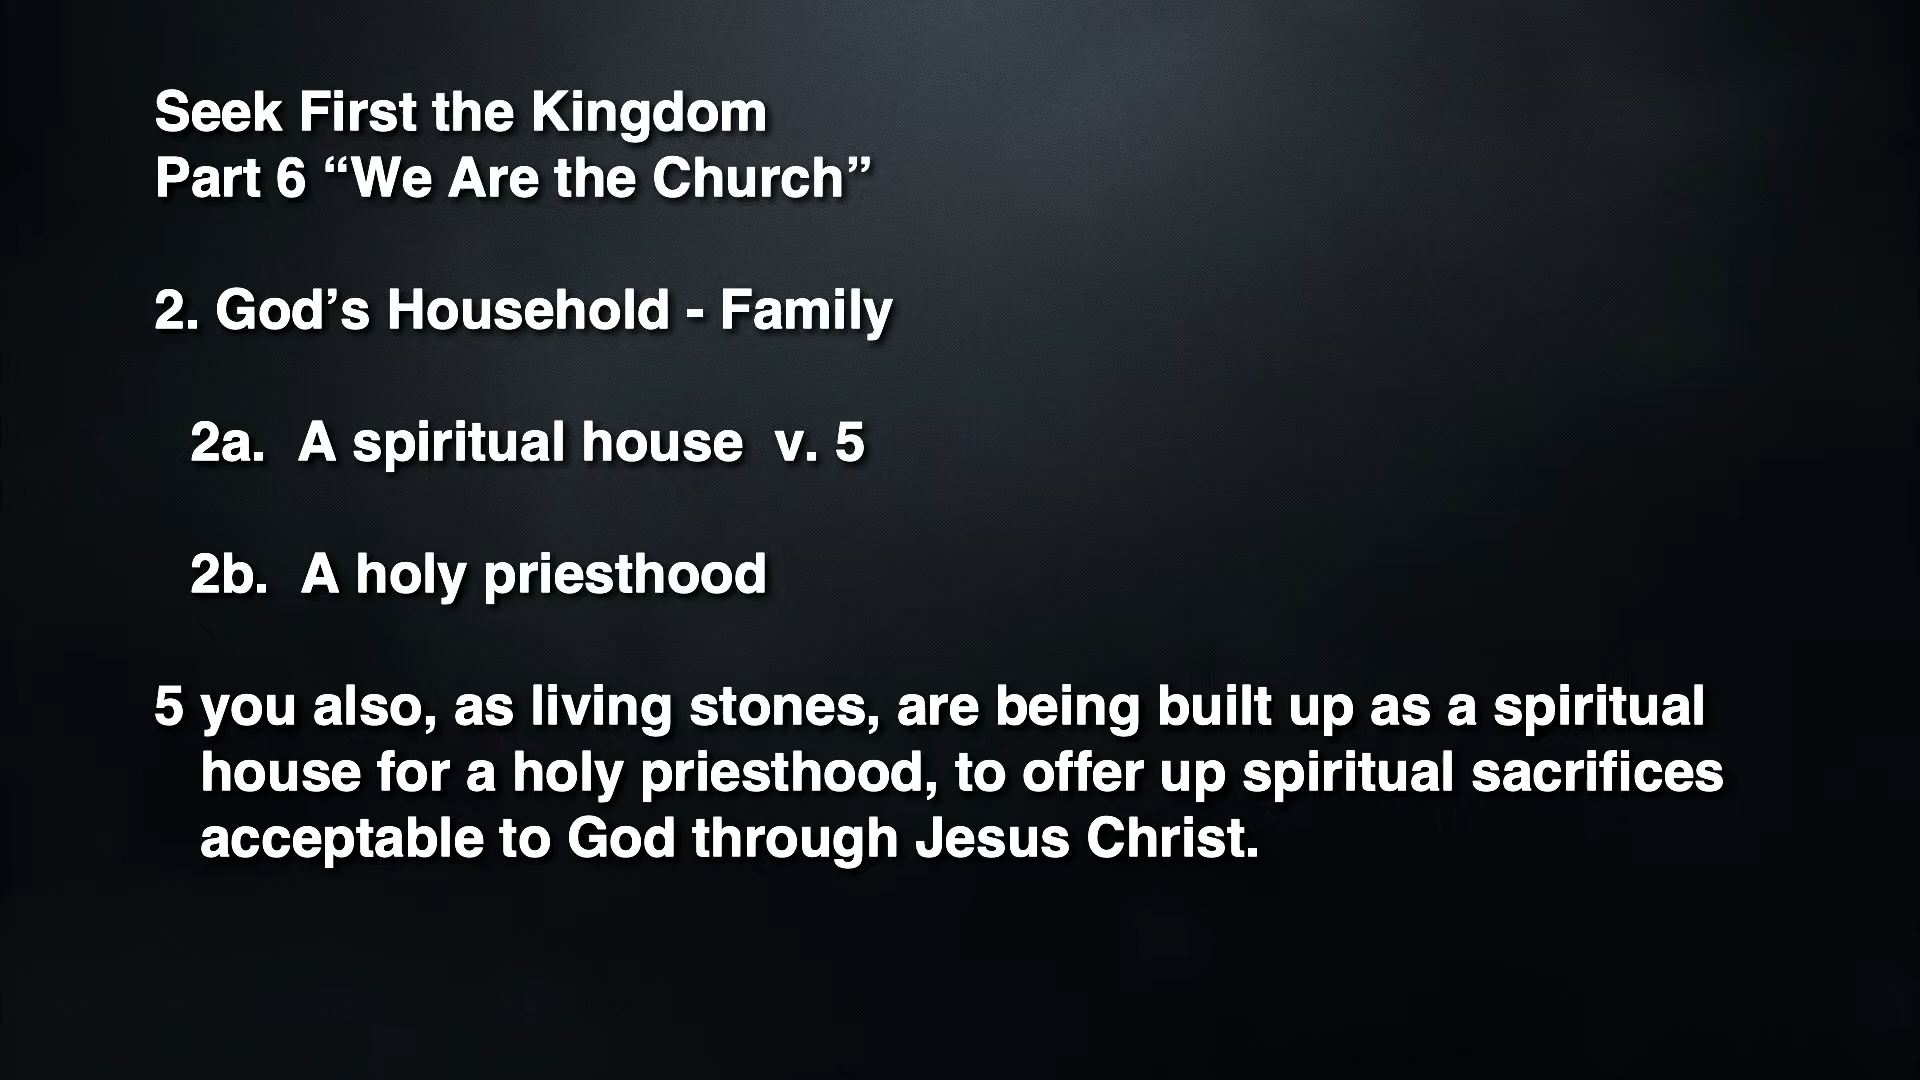 Seek First the Kingdom
Part 6 “We Are the Church”
2. God’s Household - Family
2a.  A spiritual house  v. 5
2b.  A holy priesthood
5 you also, as living stones, are being built up as a spiritual
house for a holy priesthood, to offer up spiritual sacrifices
acceptable to God through Jesus Christ.